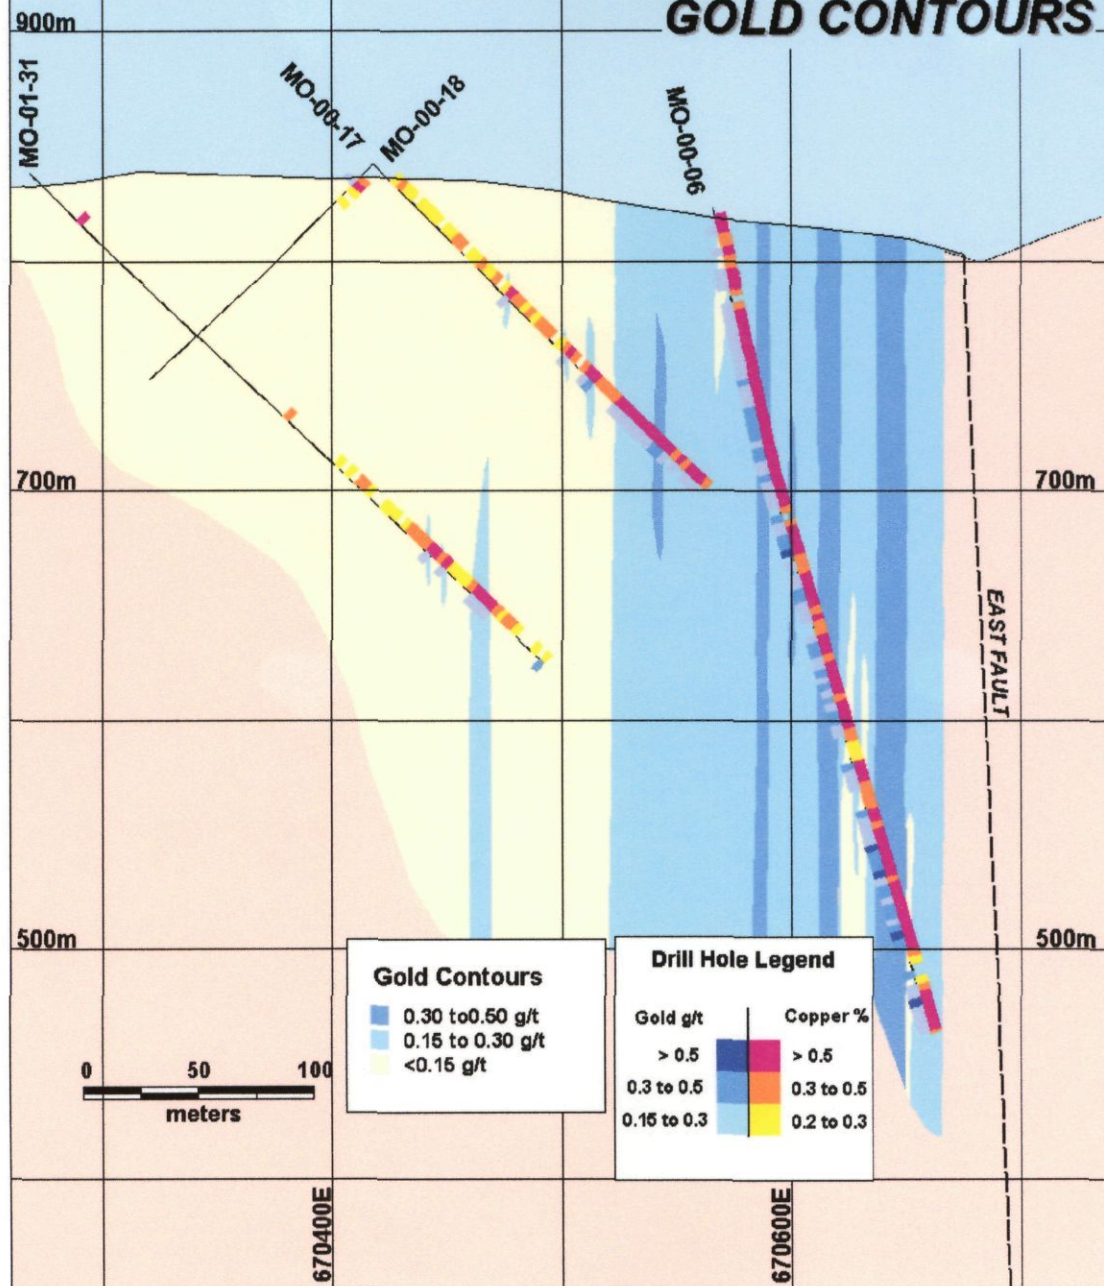 GOLD CONTOURS
900m
MO-01-31
MO-00-17
MO-00-18
MO-00-06
700m
700m
EAST FAULT
500m
500m
Gold Contours
0.30 to0.50 g/t
0.15 to 0.30 g/t
<0.15 g/t
Drill Hole Legend
Gold g/t
Copper %
> 0.5
> 0.5
0.3 to 0.5
0.3 to 0.5
0.15 to 0.3
0.2 to 0.3
0 50 100
meters
670400E
670600E